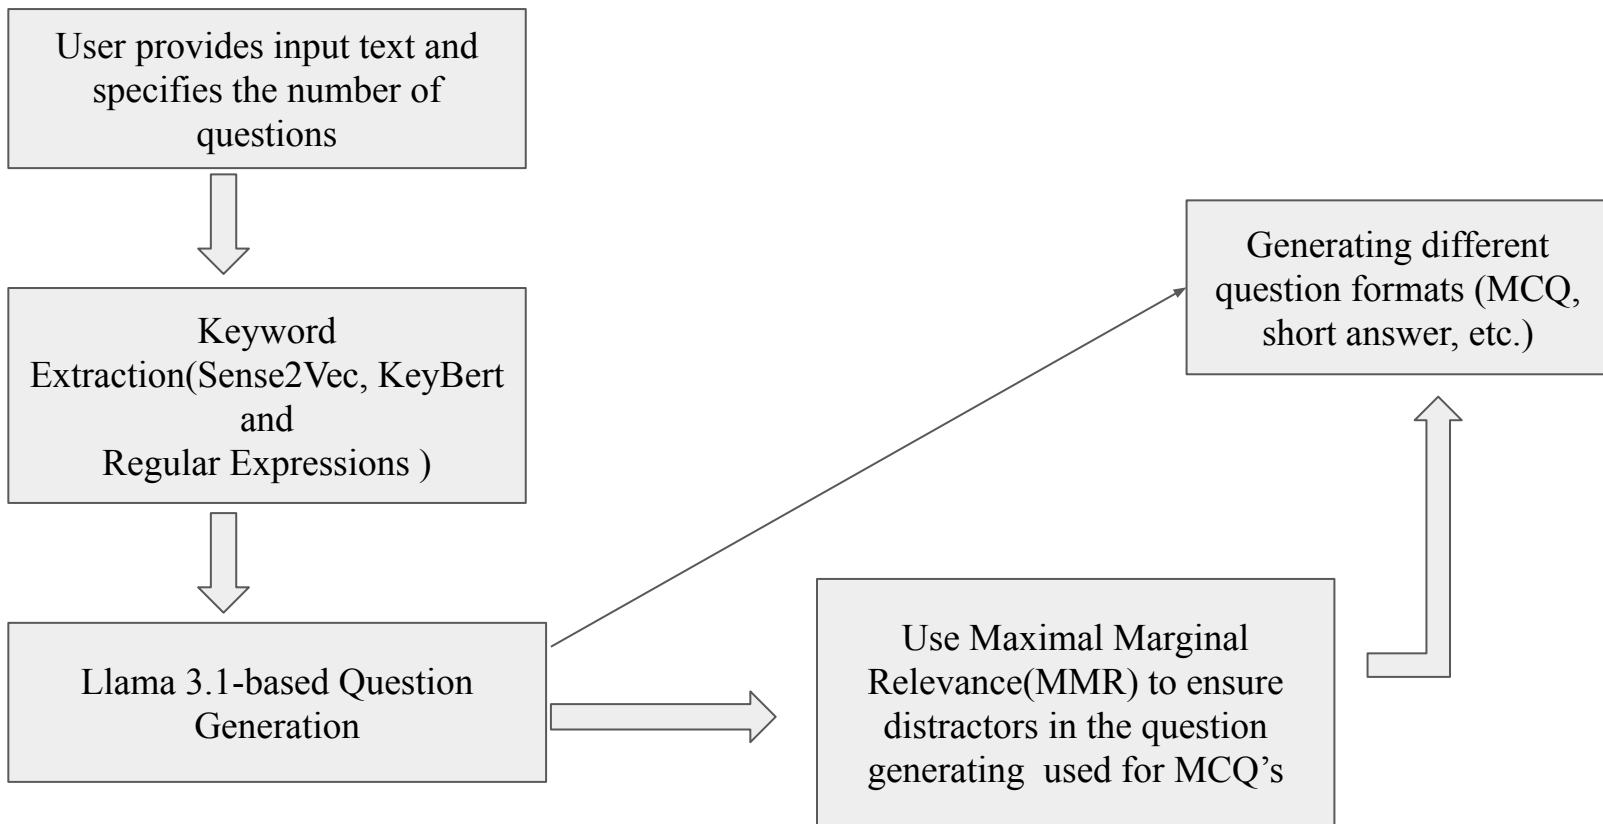 User provides input text and
specifies the number of
questions
Keyword
Extraction(Sense2Vec, KeyBert
and
Regular Expressions )
Llama 3.1-based Question
Generation
Use Maximal Marginal
Relevance(MMR) to ensure
distractors in the question
generating  used for MCQ’s
Generating different
question formats (MCQ,
short answer, etc.)